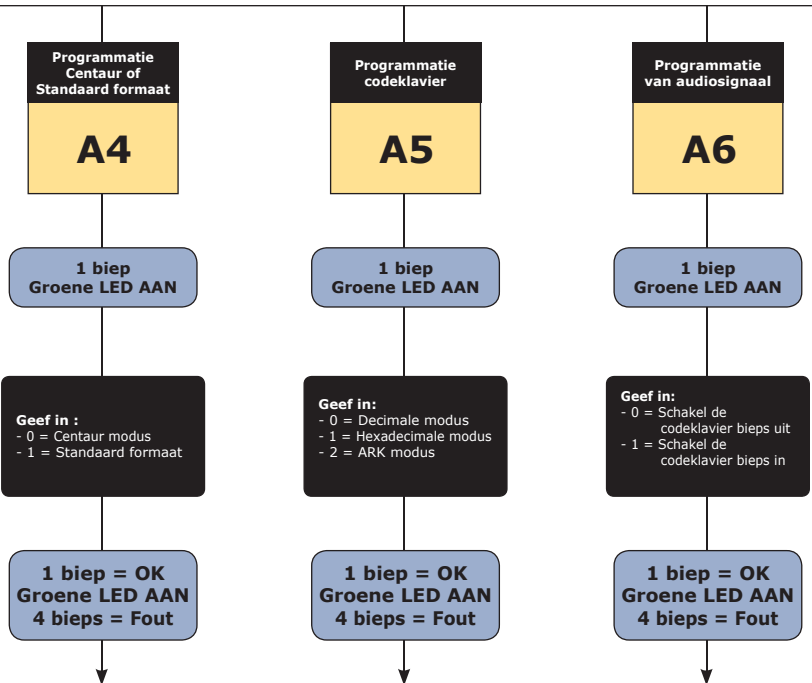 Programmatie
Centaur of
Standaard formaat
A4
1 biep
Groene LED AAN
Geef in :
- 0 = Centaur modus
- 1 = Standaard formaat
1 biep = OK
Groene LED AAN
4 bieps = Fout
Programmatie
codeklavier
A5
1 biep
Groene LED AAN
Geef in:
- 0 = Decimale modus
- 1 = Hexadecimale modus
- 2 = ARK modus
1 biep = OK
Groene LED AAN
4 bieps = Fout
Programmatie
van audiosignaal
A6
1 biep
Groene LED AAN
Geef in:
- 0 = Schakel de
codeklavier bieps uit
- 1 = Schakel de
codeklavier bieps in
1 biep = OK
Groene LED AAN
4 bieps = Fout